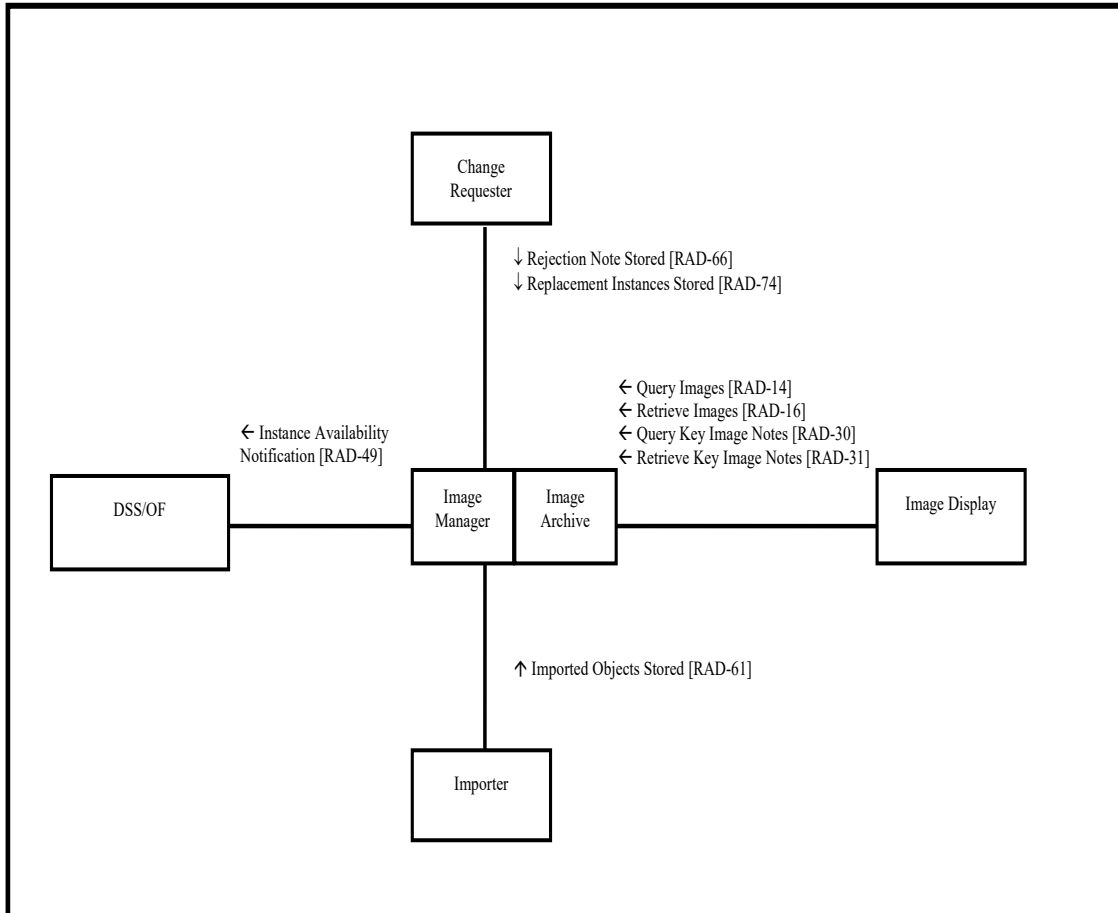 Change
Requester
↓ Rejection Note Stored [RAD-66]
↓ Replacement Instances Stored [RAD-74]
← Query Images [RAD-14]
← Retrieve Images [RAD-16]
← Query Key Image Notes [RAD-30]
← Retrieve Key Image Notes [RAD-31]
← Instance Availability
Notification [RAD-49]
DSS/OF
Image
Manager
Image
Archive
Image Display
↑ Imported Objects Stored [RAD-61]
Importer